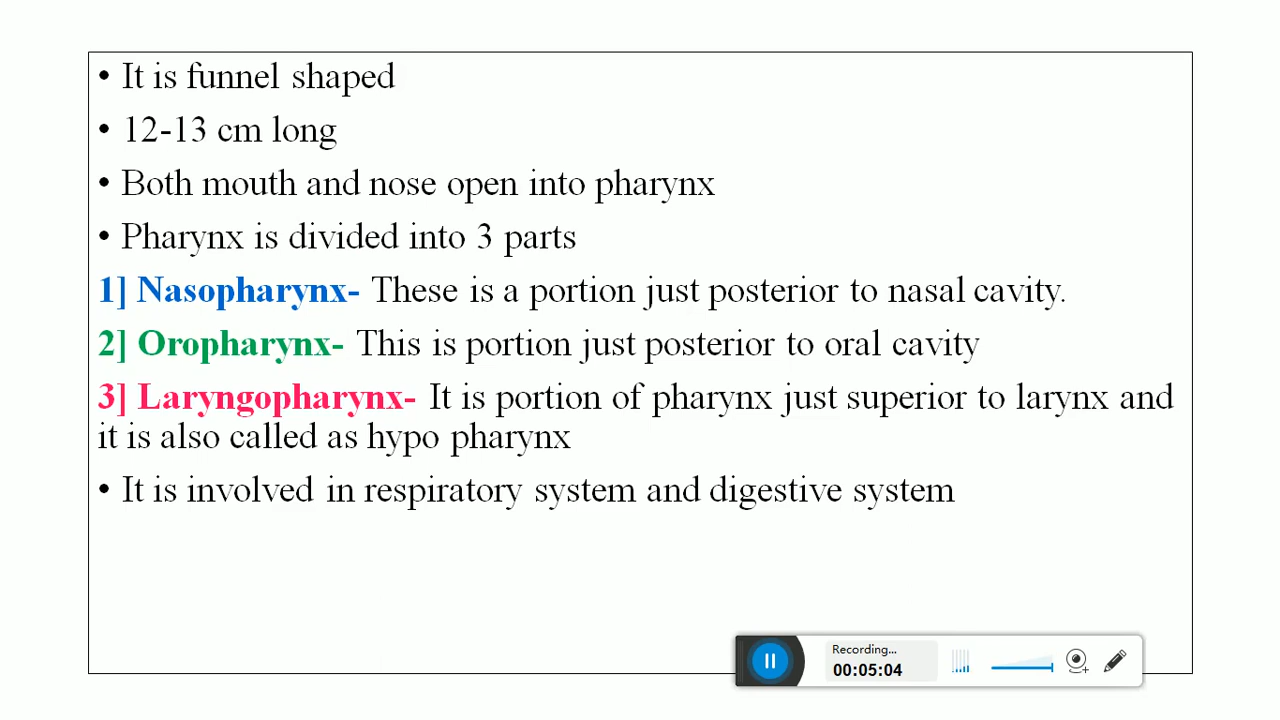 • It is funnel shaped
• 12-13 cm long
• Both mouth and nose open into pharynx
• Pharynx is divided into 3 parts
1] Nasopharynx- These is a portion just posterior to nasal cavity.
2] Oropharynx- This is portion just posterior to oral cavity
3] Laryngopharynx- It is portion of pharynx just superior to larynx and
it is also called as hypo pharynx
• It is involved in respiratory system and digestive system
Recording...
00:05:04